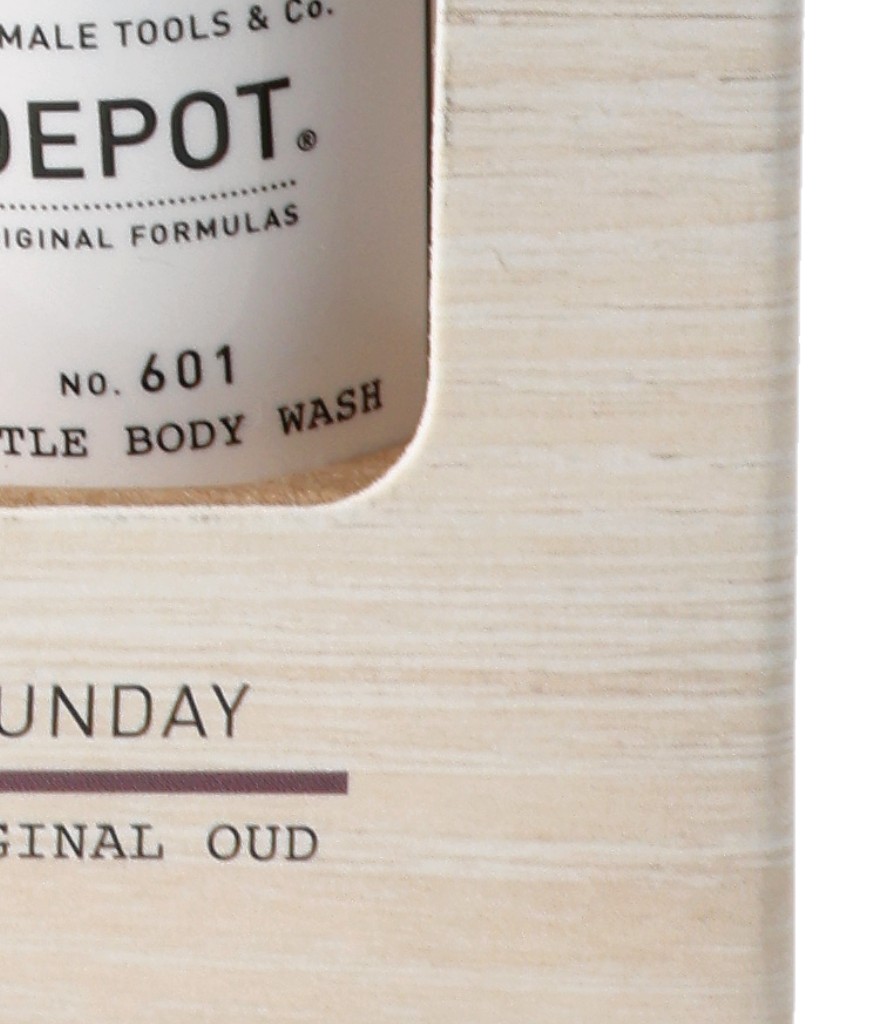 MALE TOOLS & Co.
DEPOT®
IGINAL FORMULAS
NO. 601
TLE BODY WASH
UNDAY
GINAL OUD